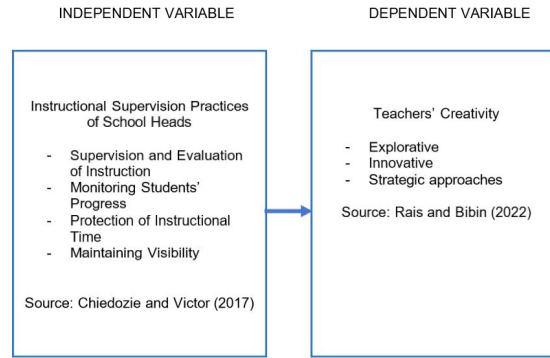 INDEPENDENT VARIABLE
DEPENDENT VARIABLE
Instructional Supervision Practices
of School Heads
- Supervision and Evaluation
of Instruction
- Monitoring Students'
Progress
- Protection of Instructional
Time
- Maintaining Visibility
Source: Chiedozie and Victor (2017)
Teachers' Creativity
- Explorative
- Innovative
- Strategic approaches
Source: Rais and Bibin (2022)